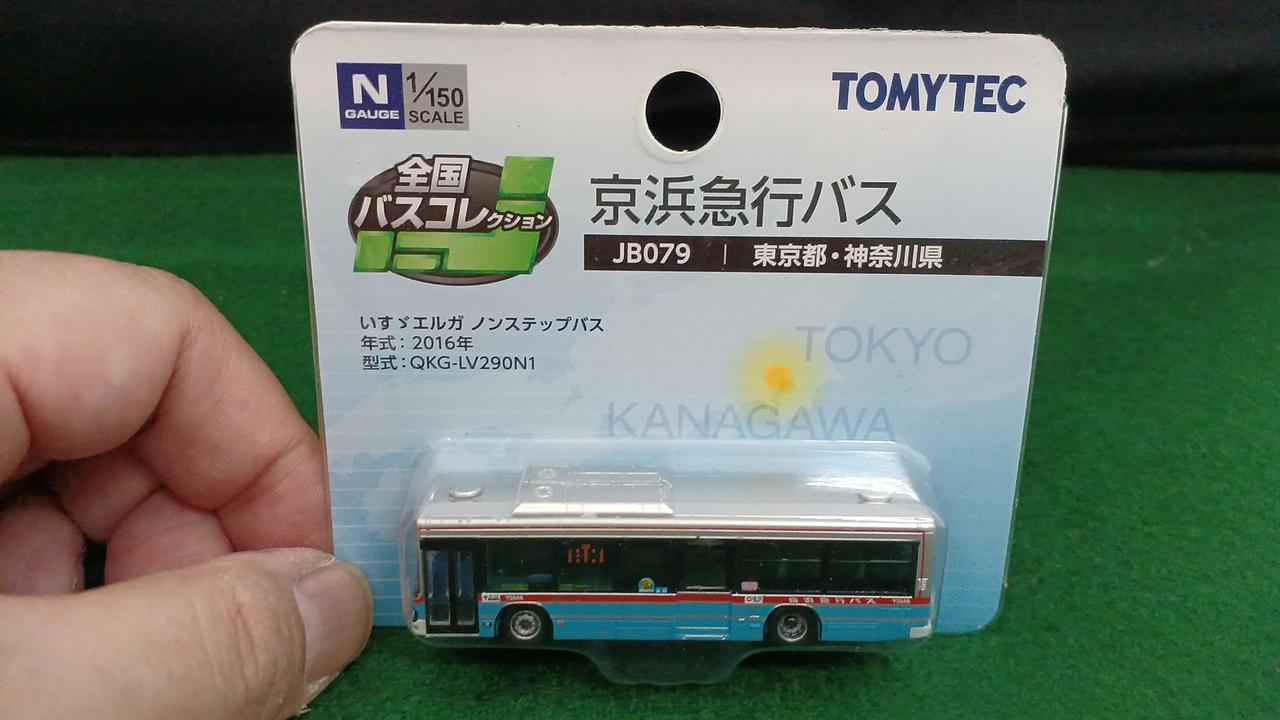 N
GAUGE
1/150
SCALE
TOMYTEC
全国
バスコレクション
京浜急行バス
JB079 | 東京都・神奈川県
いすゞエルガ ノンステップバス
年式：2016年
型式：QKG-LV290N1
TOKYO
KANAGAWA
京浜急行バス